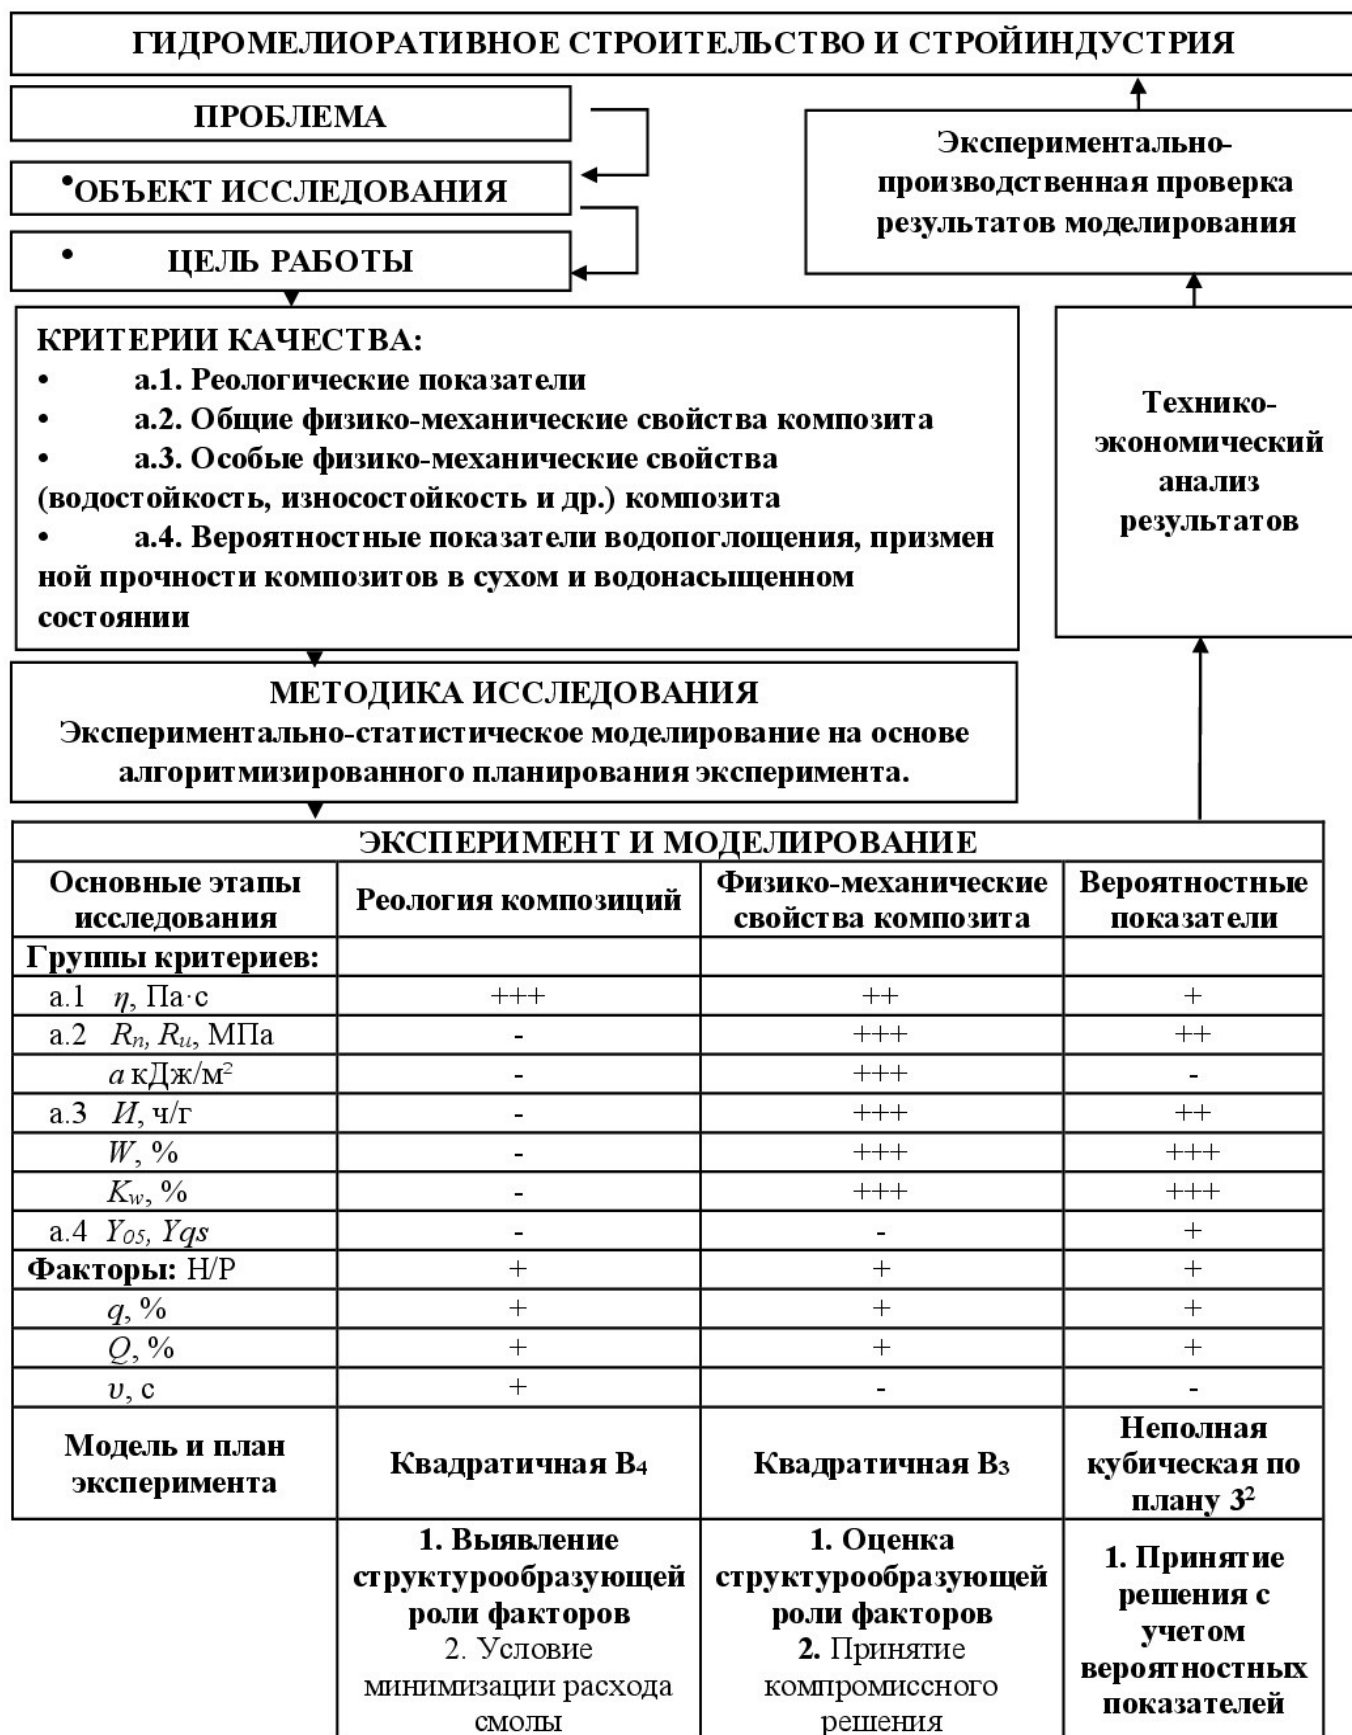 ГИДРОМЕЛИОРАТИВНОЕ СТРОИТЕЛЬСТВО И СТРОЙИНДУСТРИЯ
ПРОБЛЕМА
•ОБЪЕКТ ИССЛЕДОВАНИЯ
• ЦЕЛЬ РАБОТЫ
Экспериментально-
производственная проверка
результатов моделирования
КРИТЕРИИ КАЧЕСТВА:
• а.1. Реологические показатели
• а.2. Общие физико-механические свойства композита
• а.3. Особые физико-механические свойства
(водостойкость, износостойкость и др.) композита
• а.4. Вероятностные показатели водопоглощения, призмен
ной прочности композитов в сухом и водонасыщенном
состоянии
Технико-
экономический
анализ
результатов
МЕТОДИКА ИССЛЕДОВАНИЯ
Экспериментально-статистическое моделирование на основе
алгоритмизированного планирования эксперимента.
ЭКСПЕРИМЕНТ И МОДЕЛИРОВАНИЕ
Основные этапы
исследования
Реология композиций
Физико-механические
свойства композита
Вероятностные
показатели
Группы критериев:
а.1 η, Па·с +++ ++ +
а.2 Rп, Rи, МПа - +++ ++
а кДж/м² - +++ -
а.3 И, ч/г - +++ ++
W, % - +++ +++
Kw, % - +++ +++
а.4 Y05, Yqs - - +
Факторы: Н/Р + + +
q, % + + +
Q, % + + +
υ, с + - -
Модель и план
эксперимента
Квадратичная В₄
Квадратичная В₃
Неполная
кубическая по
плану 3²
1. Выявление
структурообразующей
роли факторов
2. Условие
минимизации расхода
смолы
1. Оценка
структурообразующей
роли факторов
2. Принятие
компромиссного
решения
1. Принятие
решения с
учетом
вероятностных
показателей